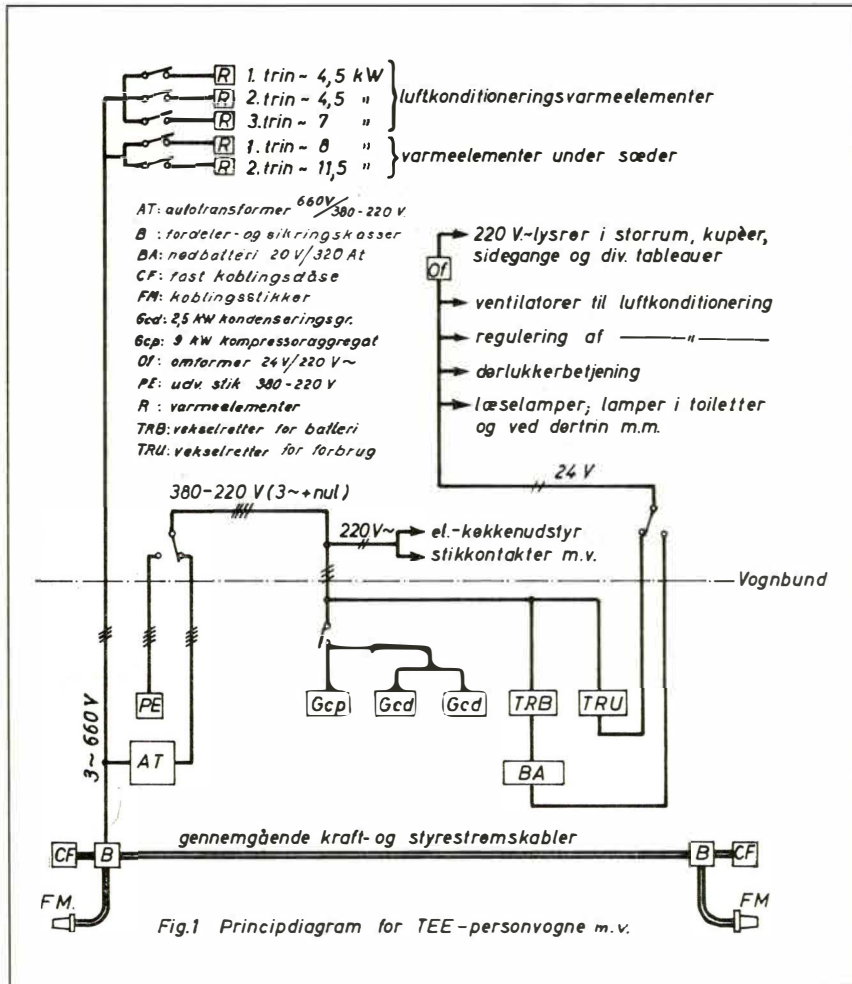 R 1. trin ~ 4,5 kW
R 2. trin ~ 4,5 "
R 3. trin ~ 7 "
luftkonditioneringsvarmeelementer
R 1. trin ~ 8 "
R 2. trin ~ 11,5 "
varmeelementer under sæder
AT: autotransformer 660V/380-220 V.
B : fordeler- og sikringskasser
BA: nødbatteri 20 V/320 At
CF: fast koblingsdåse
FM: koblingsstikker
Gcd: 2,5 kW kondenseringsgr.
Gcp: 9 kW kompressoraggregat
Of: omformer 24 V/220 V~
PE: udv. stik 380-220 V
R : varmeelementer
TRB: vekselretter for batteri
TRU: vekselretter for forbrug
Of
220 V.~lysrør i storrum, kupèer,
sidegange og div. tableauer
ventilatorer til luftkonditionering
regulering af ——— " ———
dørlukkerbetjening
læselamper; lamper i toiletter
og ved dørtrin m.m.
24 V
380-220 V (3~+nul)
220 V~
el.-køkkenudstyr
stikkontakter m.v.
Vognbund
3~ 660 V
PE
AT
Gcp Gcd Gcd TRB TRU
BA
gennemgående kraft- og styrestrømskabler
CF B B CF
FM. FM
Fig.1 Principdiagram for TEE-personvogne m.v.